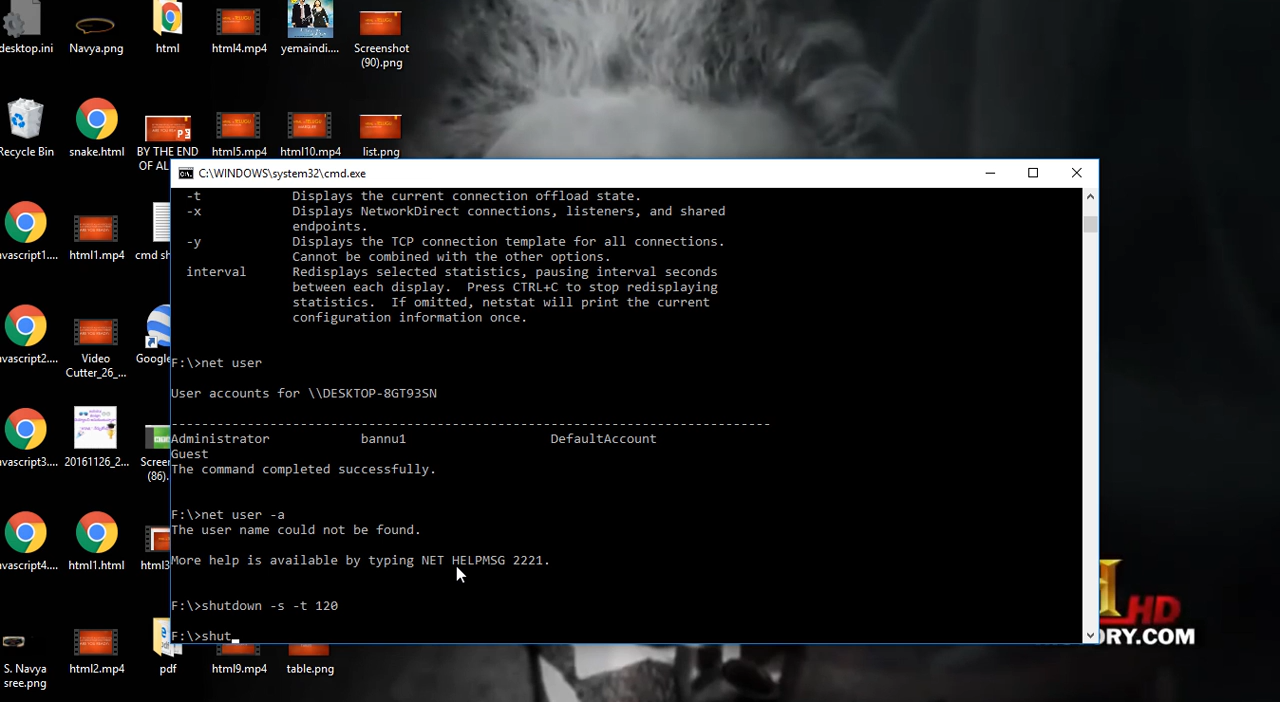 desktop.ini
Navya.png
html
html4.mp4
yemaindi....
Screenshot
(90).png
Recycle Bin
snake.html
BY THE END
OF AL
html5.mp4
html10.mp4
list.png
C:\WINDOWS\system32\cmd.exe
-t Displays the current connection offload state.
-x Displays NetworkDirect connections, listeners, and shared
endpoints.
-y Displays the TCP connection template for all connections.
Cannot be combined with the other options.
interval Redisplays selected statistics, pausing interval seconds
between each display. Press CTRL+C to stop redisplaying
statistics. If omitted, netstat will print the current
configuration information once.
F:\>net user
User accounts for \\DESKTOP-8GT93SN
-------------------------------------------------------------------------------
Administrator bannu1 DefaultAccount
Guest
The command completed successfully.
F:\>net user -a
The user name could not be found.
More help is available by typing NET HELPMSG 2221.
F:\>shutdown -s -t 120
F:\>shut_
avascript1....
html1.mp4
cmd sh
avascript2....
Video
Cutter_26_...
Google
avascript3....
20161126_2...
Screen
(86).
avascript4....
html1.html
html3
S. Navya
sree.png
html2.mp4
pdf
html9.mp4
table.png
HD
ORY.COM